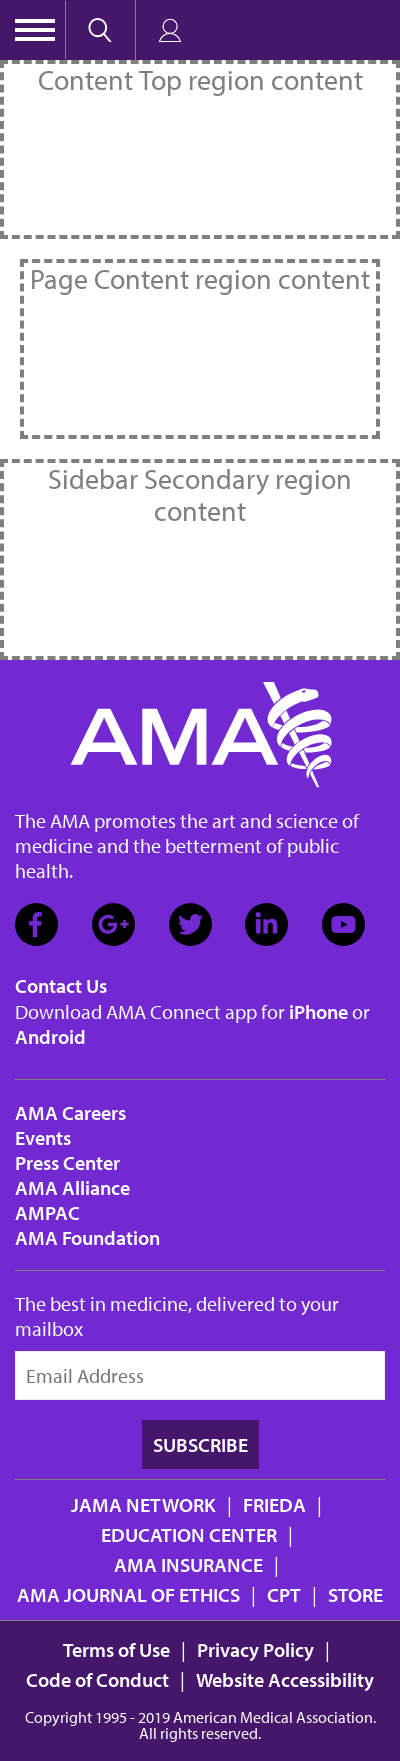 Content Top region content
Page Content region content
Sidebar Secondary region
content
AMA
The AMA promotes the art and science of
medicine and the betterment of public
health.
Contact Us
Download AMA Connect app for iPhone or
Android
AMA Careers
Events
Press Center
AMA Alliance
AMPAC
AMA Foundation
The best in medicine, delivered to your
mailbox
Email Address
SUBSCRIBE
JAMA NETWORK | FRIEDA |
EDUCATION CENTER |
AMA INSURANCE |
AMA JOURNAL OF ETHICS | CPT | STORE
Terms of Use | Privacy Policy |
Code of Conduct | Website Accessibility
Copyright 1995 - 2019 American Medical Association.
All rights reserved.